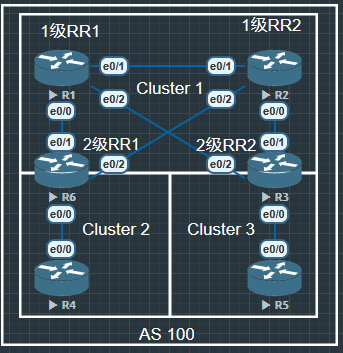 1级RR1
1级RR2
e0/1
e0/1
Cluster 1
R1
e0/2
e0/2
R2
e0/0
e0/0
2级RR1
2级RR2
e0/1
e0/2
e0/2
e0/1
R6
R3
e0/0
e0/0
Cluster 2
Cluster 3
e0/0
e0/0
R4
R5
AS 100